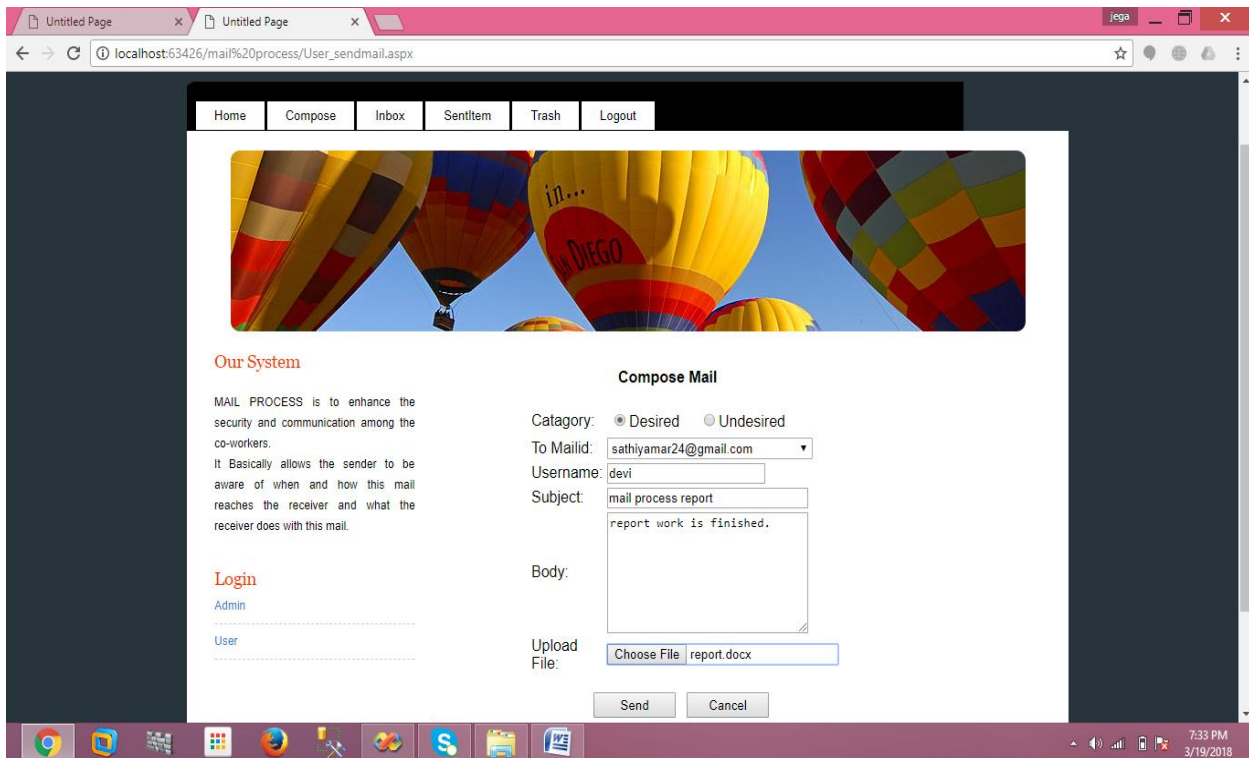 Untitled Page
Untitled Page
jega
localhost:63426/mail%20process/User_sendmail.aspx
Home Compose Inbox SentItem Trash Logout
in...
SAN DIEGO
Our System
MAIL PROCESS is to enhance the
security and communication among the
co-workers.
It Basically allows the sender to be
aware of when and how this mail
reaches the receiver and what the
receiver does with this mail.
Login
Admin
User
Compose Mail
Catagory: Desired Undesired
To Mailid: sathiyamar24@gmail.com
Username: devi
Subject: mail process report
Body: report work is finished.
Upload
File: Choose File report.docx
Send Cancel
7:33 PM
3/19/2018